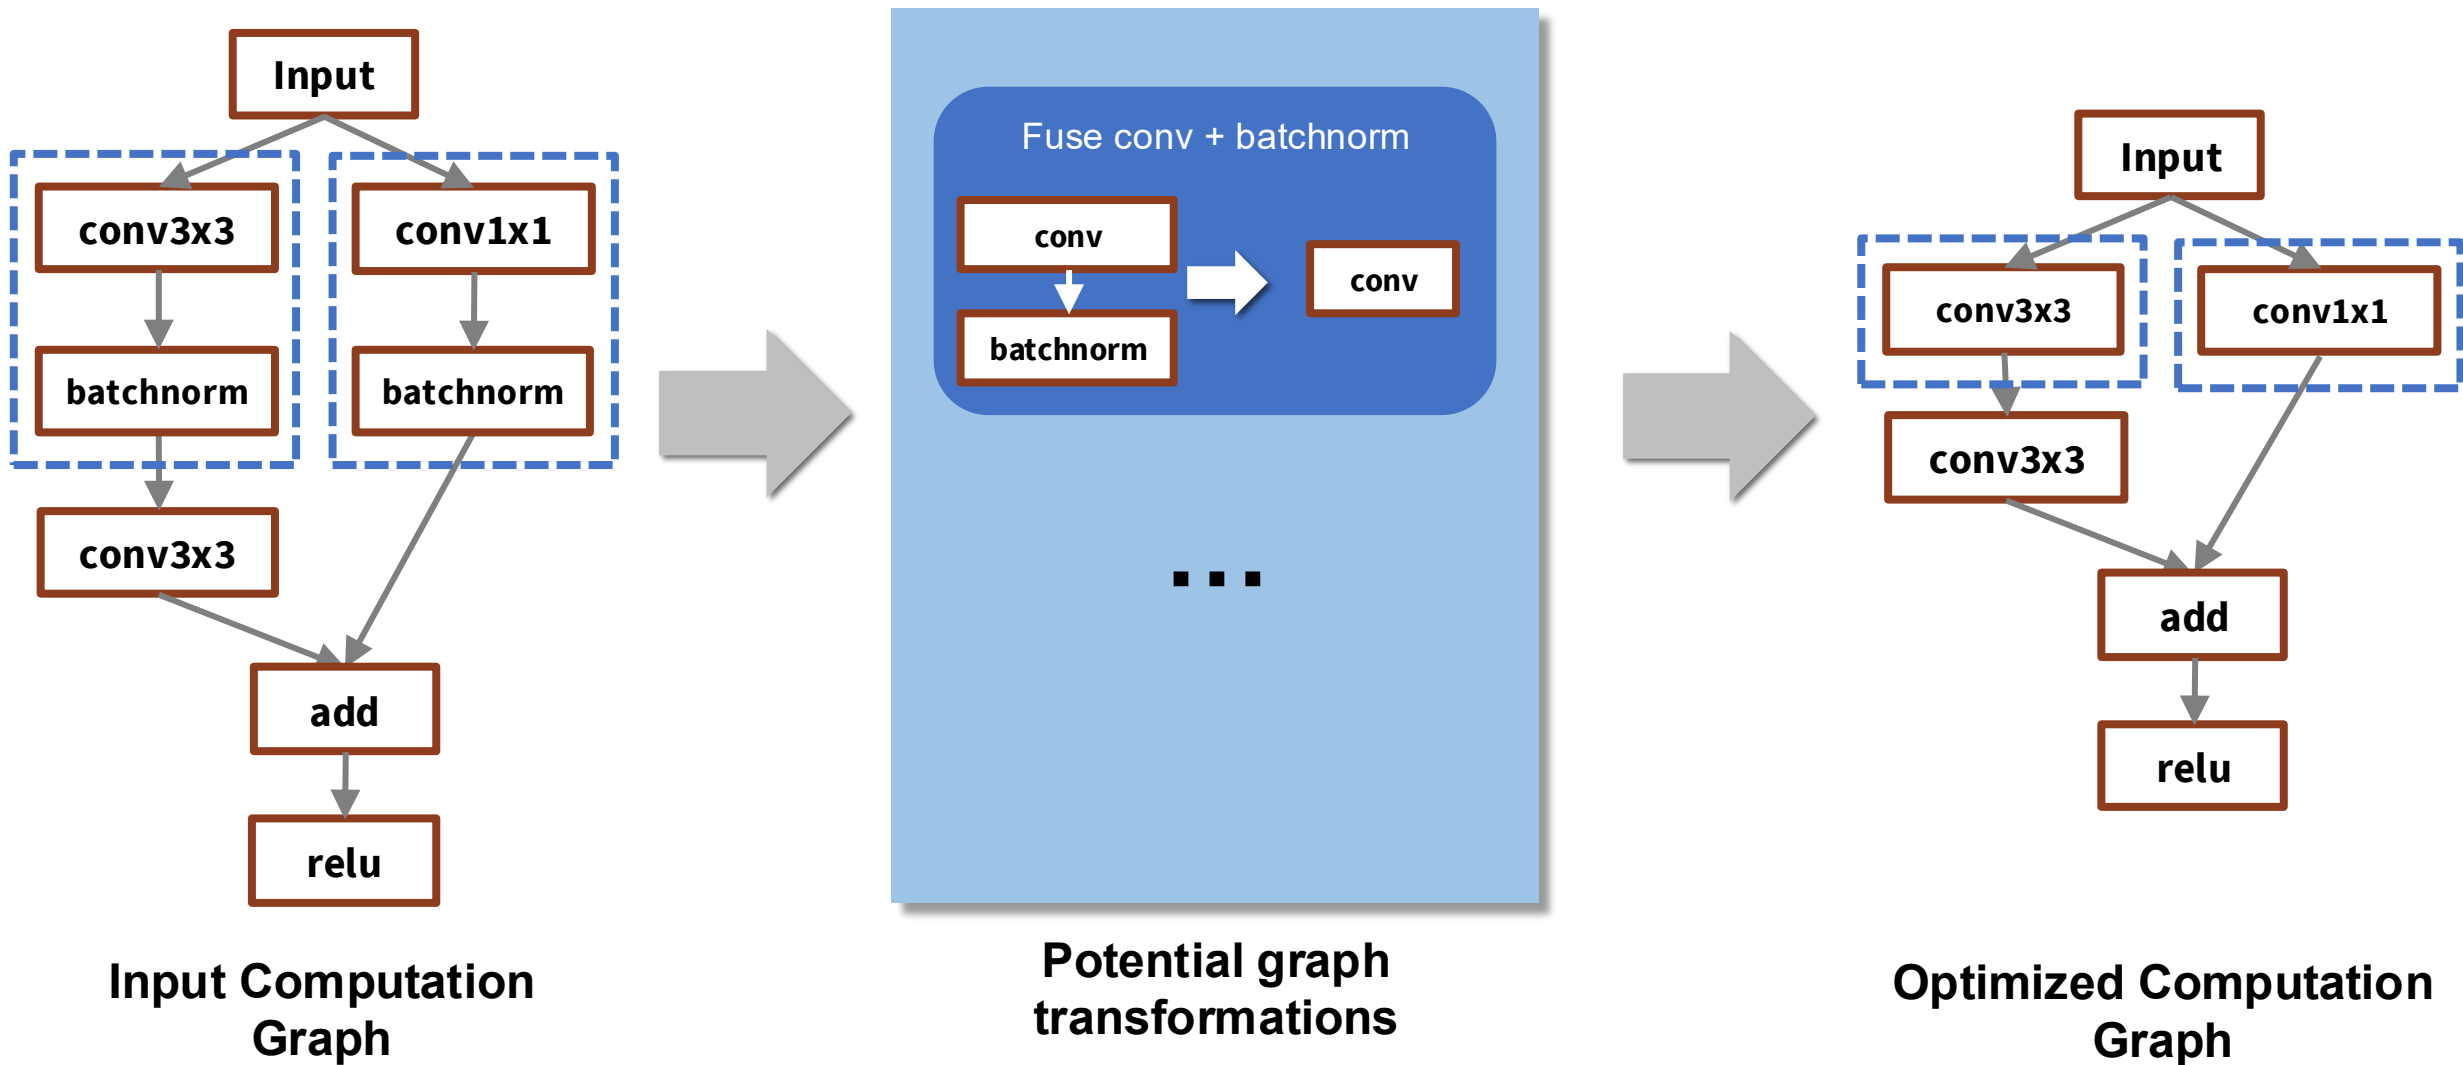 Input
conv3x3
conv1x1
batchnorm
batchnorm
conv3x3
add
relu
Input Computation
Graph
Fuse conv + batchnorm
conv
batchnorm
conv
...
Potential graph
transformations
Input
conv3x3
conv1x1
conv3x3
add
relu
Optimized Computation
Graph